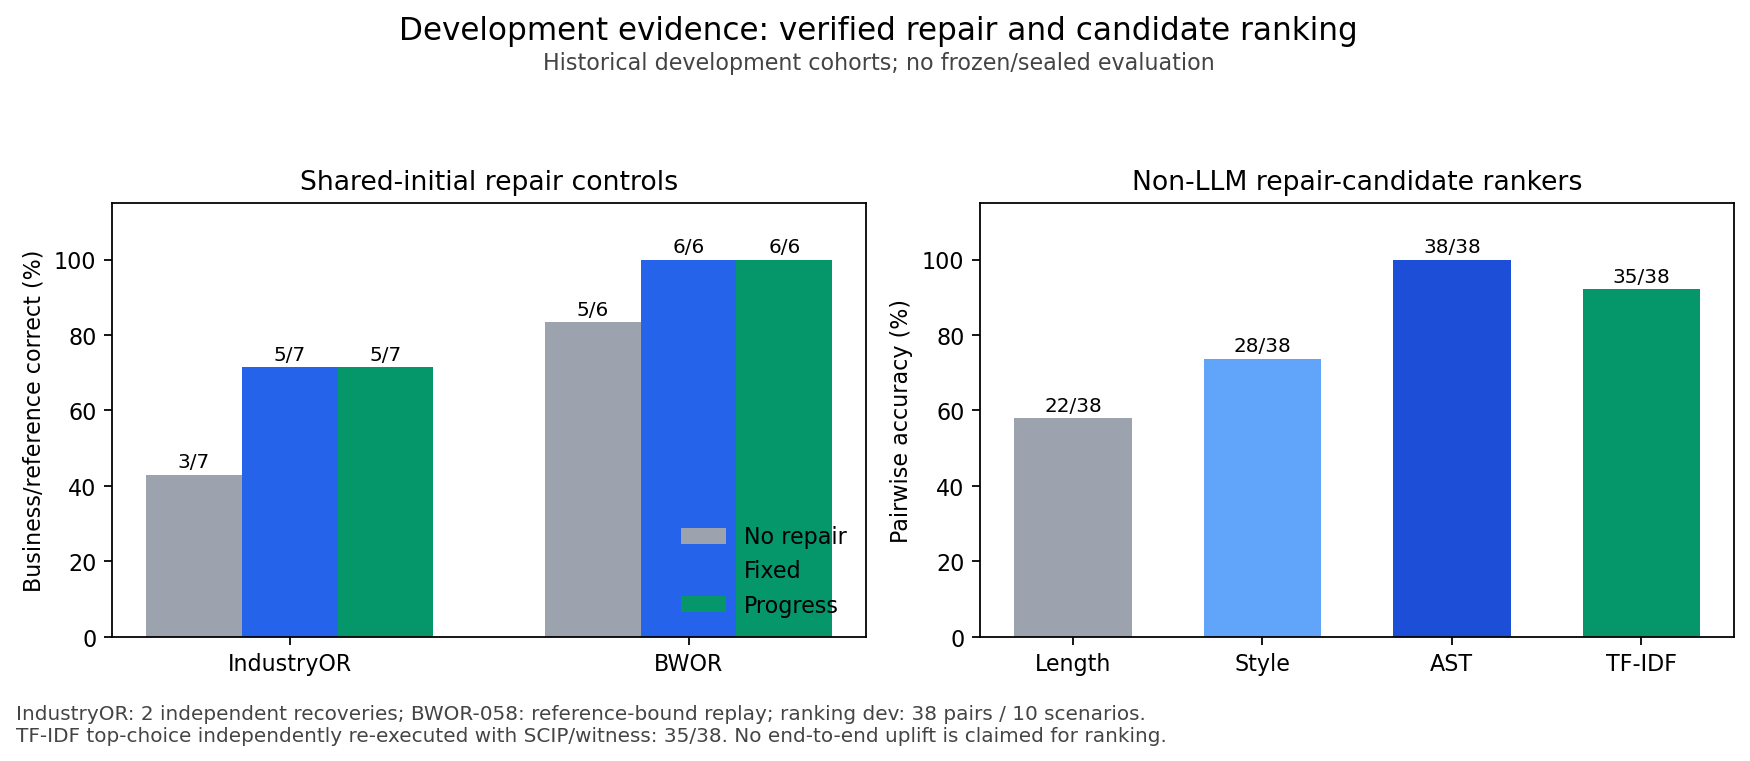 Development evidence: verified repair and candidate ranking
Historical development cohorts; no frozen/sealed evaluation
Shared-initial repair controls
Business/reference correct (%)
100
80
60
40
20
0
3/7
5/7
5/7
5/6
6/6
6/6
No repair
Fixed
Progress
IndustryOR
BWOR
Non-LLM repair-candidate rankers
Pairwise accuracy (%)
100
80
60
40
20
0
22/38
28/38
38/38
35/38
Length
Style
AST
TF-IDF
IndustryOR: 2 independent recoveries; BWOR-058: reference-bound replay; ranking dev: 38 pairs / 10 scenarios.
TF-IDF top-choice independently re-executed with SCIP/witness: 35/38. No end-to-end uplift is claimed for ranking.